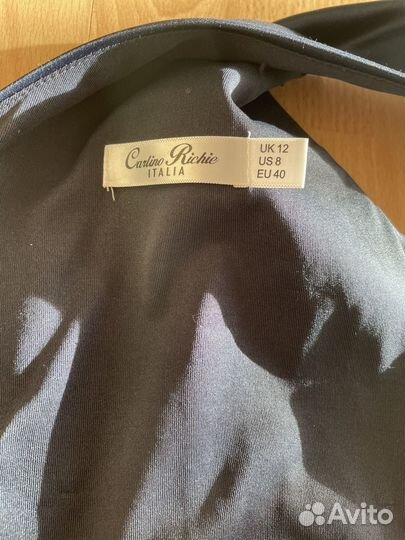 Carlino Richie
ITALIA
UK 12
US 8
EU 40
Avito